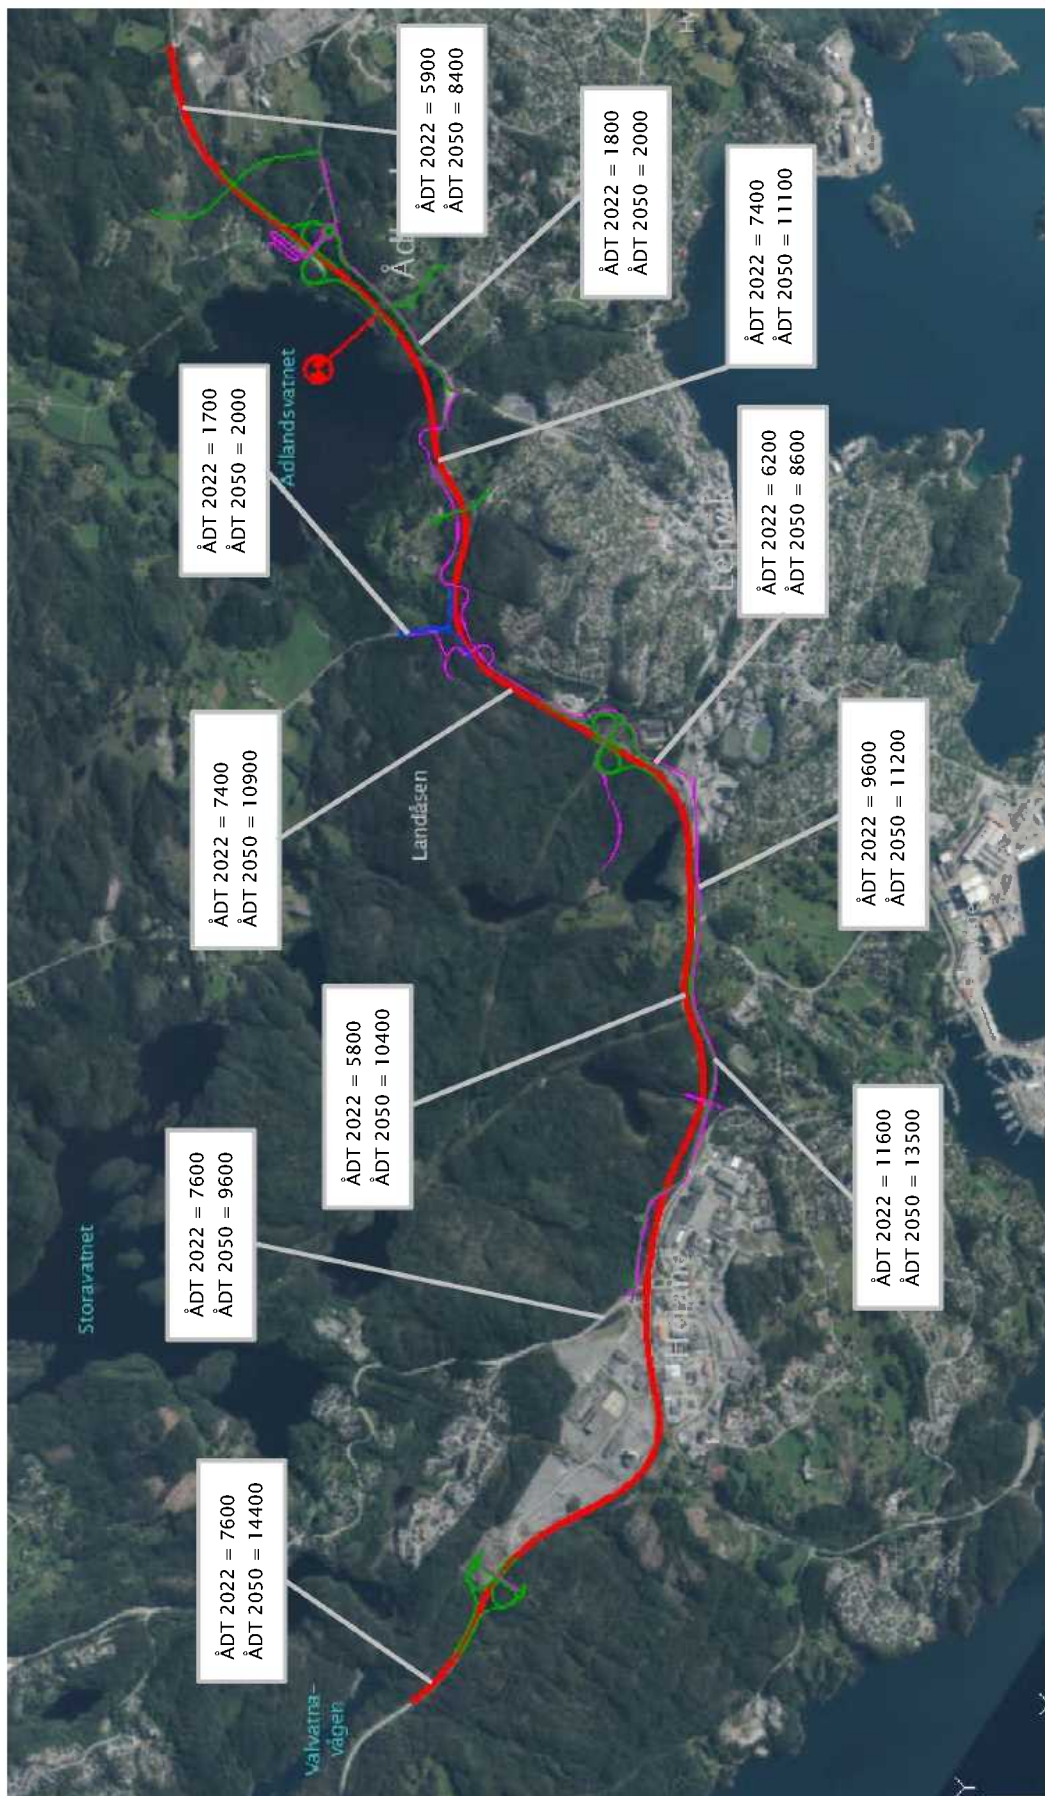 Storavatnet
ÅDT 2022 = 7600
ÅDT 2050 = 14400
ÅDT 2022 = 7600
ÅDT 2050 = 9600
ÅDT 2022 = 7400
ÅDT 2050 = 10900
ÅDT 2022 = 1700
ÅDT 2050 = 2000
Ådlandsvatnet
Valvatna-
vågen
ÅDT 2022 = 5800
ÅDT 2050 = 10400
Landåsen
ÅDT 2022 = 5900
ÅDT 2050 = 8400
ÅDT 2022 = 1800
ÅDT 2050 = 2000
Heiane
Leirvik
ÅDT 2022 = 7400
ÅDT 2050 = 11100
ÅDT 2022 = 6200
ÅDT 2050 = 8600
ÅDT 2022 = 9600
ÅDT 2050 = 11200
ÅDT 2022 = 11600
ÅDT 2050 = 13500